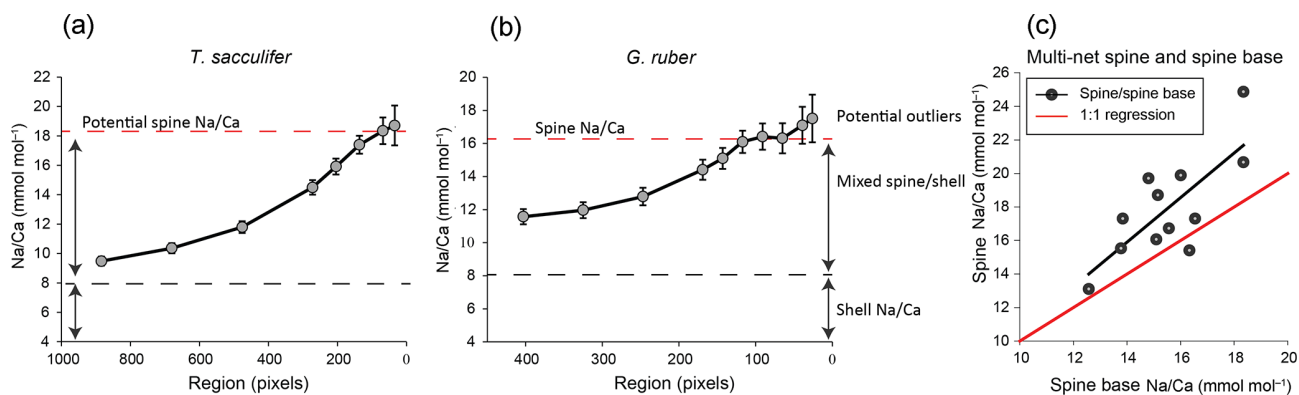 (a)
T. sacculifer
Na/Ca (mmol mol⁻¹)
22
20
18
16
14
12
10
8
6
4
Potential spine Na/Ca
1000
800
600
400
200
0
Region (pixels)
(b)
G. ruber
Na/Ca (mmol mol⁻¹)
20
18
16
14
12
10
8
6
4
Spine Na/Ca
Potential outliers
Mixed spine/shell
Shell Na/Ca
400
300
200
100
0
Region (pixels)
(c)
Multi-net spine and spine base
Spine Na/Ca (mmol mol⁻¹)
26
24
22
20
18
16
14
12
10
Spine/spine base
1:1 regression
10
12
14
16
18
20
Spine base Na/Ca (mmol mol⁻¹)